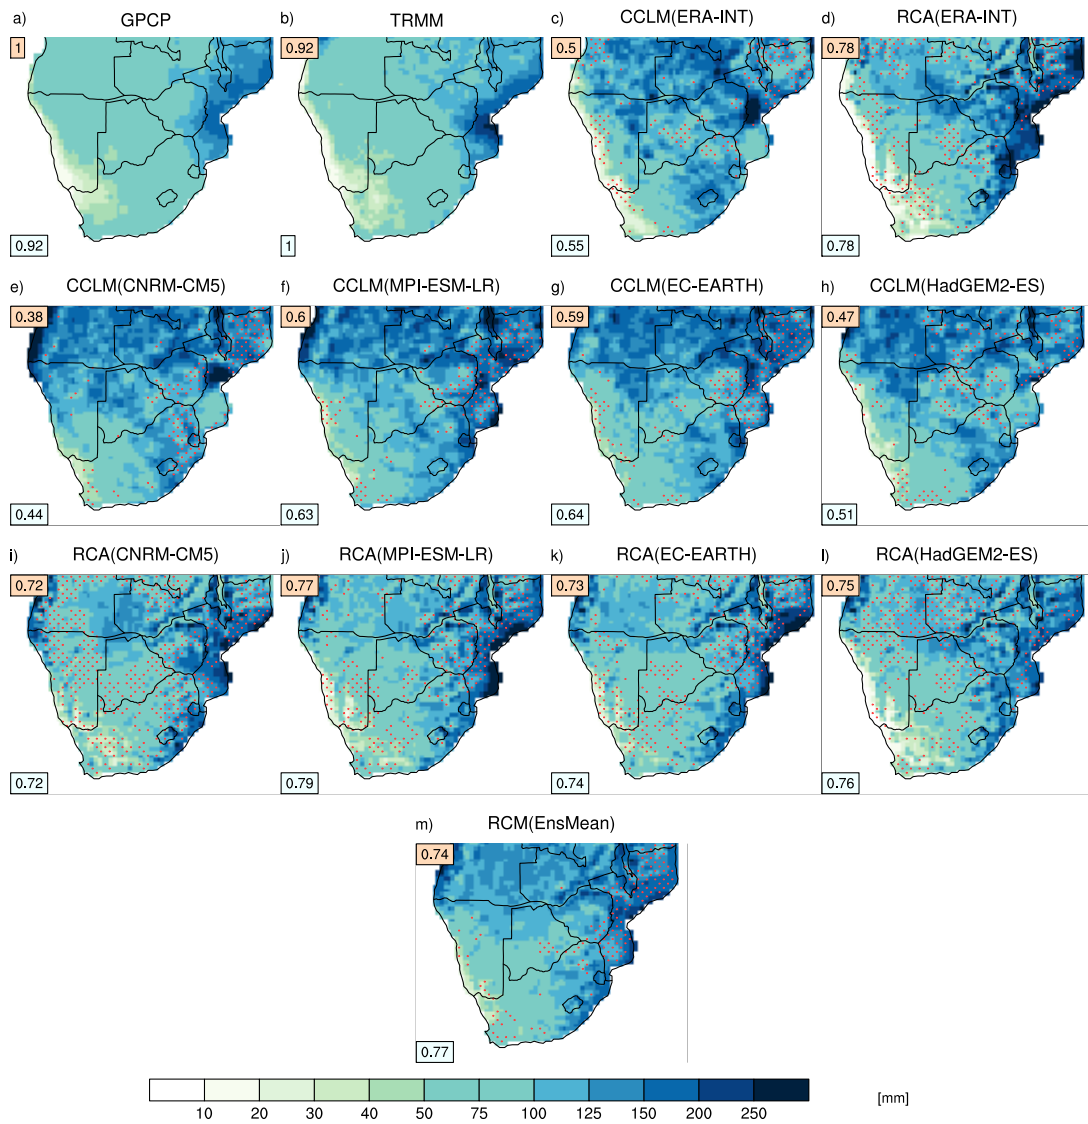 a) GPCP b) TRMM c) CCLM(ERA-INT) d) RCA(ERA-INT)
1 0.92 0.5 0.78
0.92 1 0.55 0.78
e) CCLM(CNRM-CM5) f) CCLM(MPI-ESM-LR) g) CCLM(EC-EARTH) h) CCLM(HadGEM2-ES)
0.38 0.6 0.59 0.47
0.44 0.63 0.64 0.51
i) RCA(CNRM-CM5) j) RCA(MPI-ESM-LR) k) RCA(EC-EARTH) l) RCA(HadGEM2-ES)
0.72 0.77 0.73 0.75
0.72 0.79 0.74 0.76
m) RCM(EnsMean)
0.74
0.77
10 20 30 40 50 75 100 125 150 200 250 [mm]